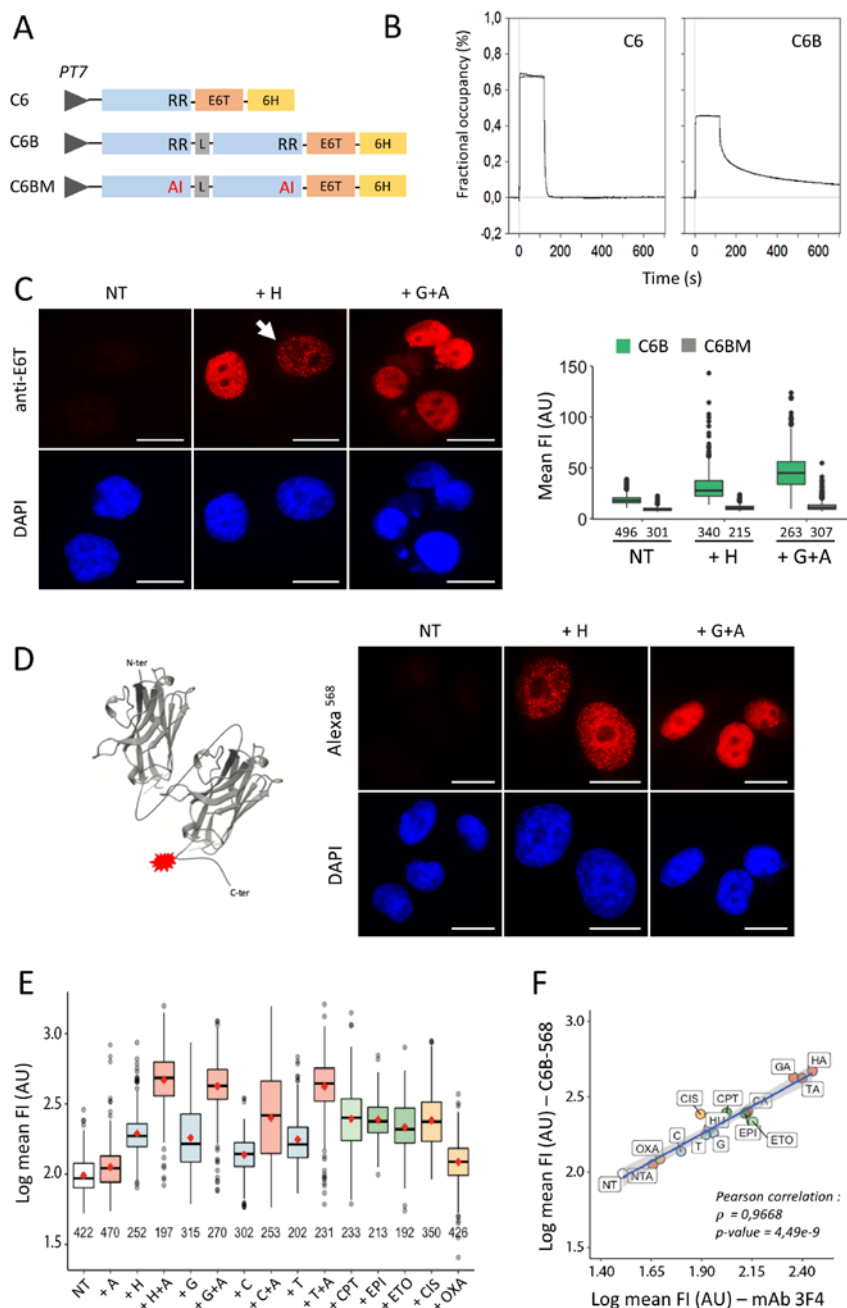 A
PT7
C6
RR
E6T
6H
C6B
RR
L
RR
E6T
6H
C6BM
AI
L
AI
E6T
6H
B
Fractional occupancy (%)
1,0
0,8
0,6
0,4
0,2
0,0
-0,2
C6
C6B
0 200 400 600
0 200 400 600
Time (s)
C
NT
+ H
+ G+A
anti-E6T
DAPI
C6B
C6BM
Mean FI (AU)
150
100
50
0
496 301
340 215
263 307
NT
+ H
+ G+A
D
N-ter
C-ter
NT
+ H
+ G+A
Alexa 568
DAPI
E
Log mean FI (AU)
3.0
2.5
2.0
1.5
422 470 252 197 315 270 302 253 202 231 233 213 192 350 426
NT
+ A
+ H
+ H+A
+ G
+ G+A
+ C
+ C+A
+ T
+ T+A
+ CPT
+ EPI
+ ETO
+ CIS
+ OXA
F
Log mean FI (AU) – C6B-568
3.0
2.5
2.0
1.5
GA
HA
TA
CIS
CPT
CA
HU
OXA
C
T
G
EPI
ETO
NT
NTA
Pearson correlation :
ρ = 0,9668
p-value = 4,49e-9
1.40 1.65 1.90 2.15 2.40
Log mean FI (AU) – mAb 3F4